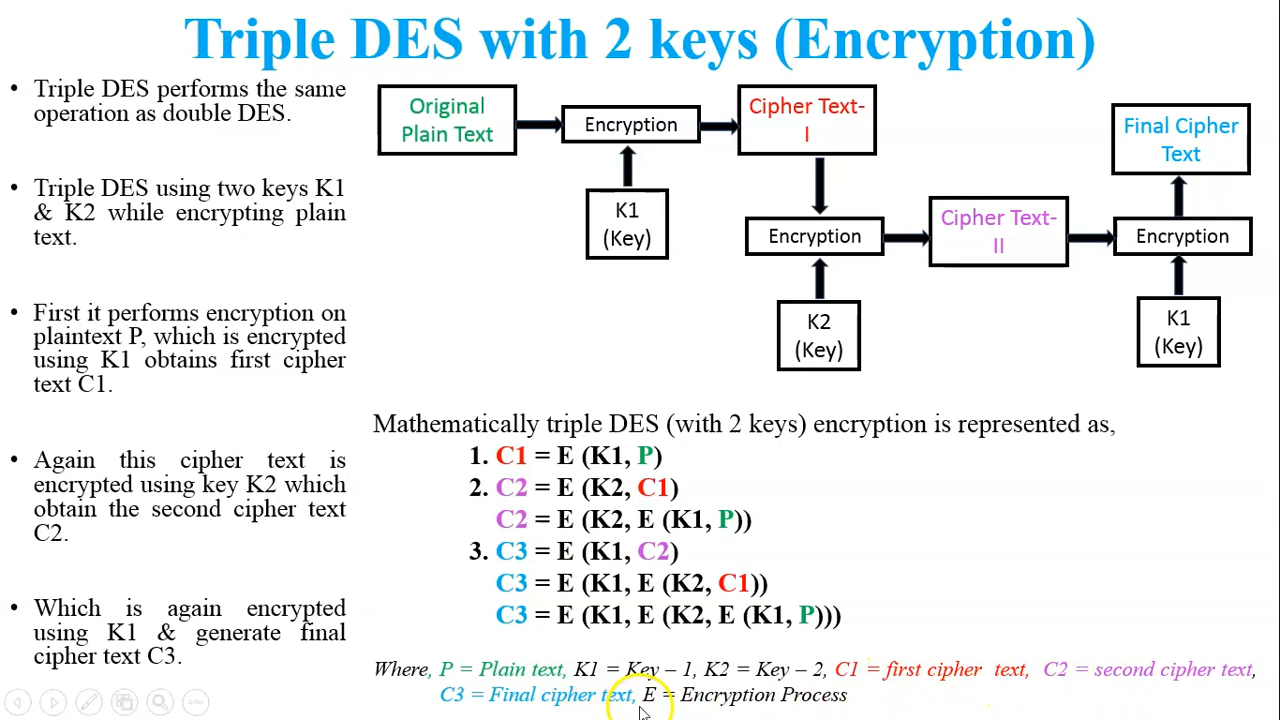 Triple DES with 2 keys (Encryption)
• Triple DES performs the same
operation as double DES.
• Triple DES using two keys K1
& K2 while encrypting plain
text.
• First it performs encryption on
plaintext P, which is encrypted
using K1 obtains first cipher
text C1.
• Again this cipher text is
encrypted using key K2 which
obtain the second cipher text
C2.
• Which is again encrypted
using K1 & generate final
cipher text C3.
Original
Plain Text
Encryption
K1
(Key)
Cipher Text-
I
Encryption
K2
(Key)
Cipher Text-
II
Encryption
K1
(Key)
Final Cipher
Text
Mathematically triple DES (with 2 keys) encryption is represented as,
1. C1 = E (K1, P)
2. C2 = E (K2, C1)
C2 = E (K2, E (K1, P))
3. C3 = E (K1, C2)
C3 = E (K1, E (K2, C1))
C3 = E (K1, E (K2, E (K1, P)))
Where, P = Plain text, K1 = Key – 1, K2 = Key – 2, C1 = first cipher text, C2 = second cipher text,
C3 = Final cipher text, E = Encryption Process